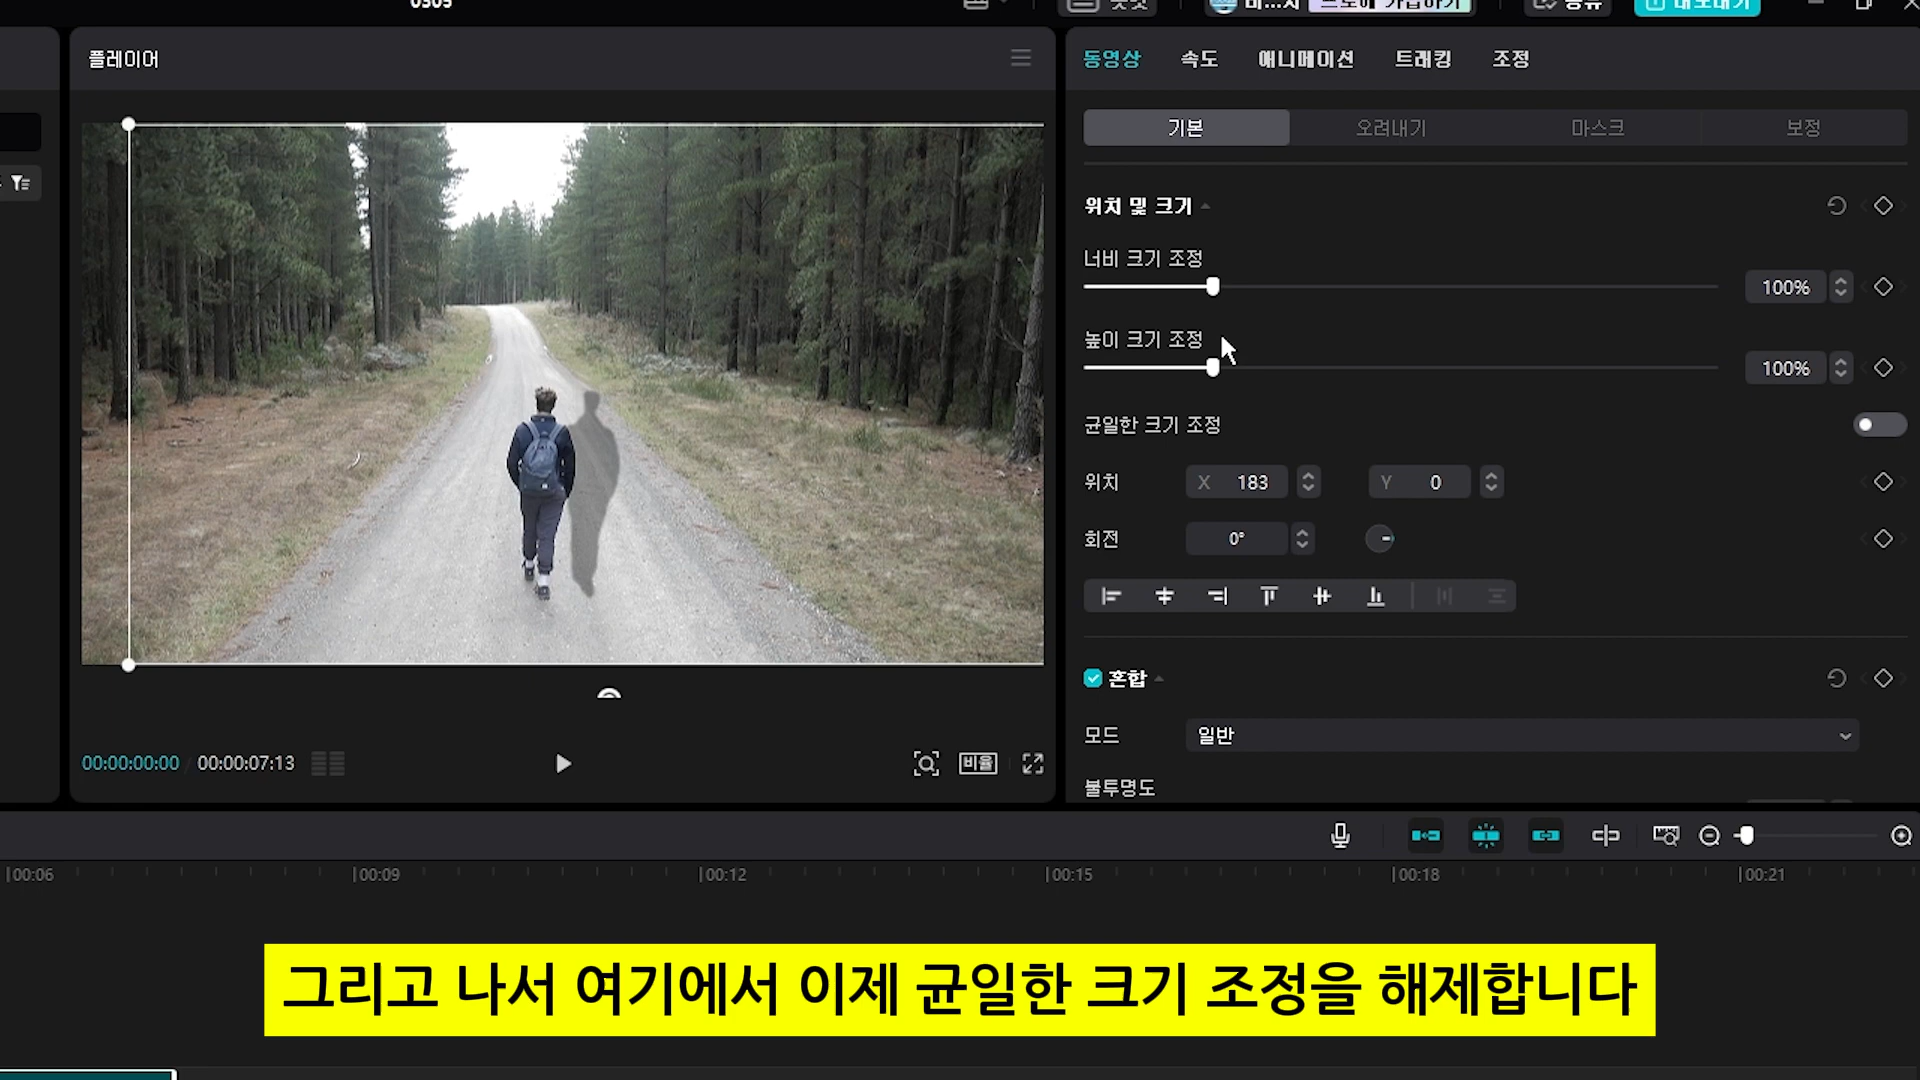 0305
플레이어
동영상 속도 애니메이션 트래킹 조정
기본 오려내기 마스크 보정
위치 및 크기
너비 크기 조정
100%
높이 크기 조정
100%
균일한 크기 조정
위치 X 183 Y 0
회전 0°
혼합
모드 일반
불투명도
00:00:00:00 / 00:00:07:13
비율
00:06 00:09 00:12 00:15 00:18 00:21
그리고 나서 여기에서 이제 균일한 크기 조정을 해제합니다